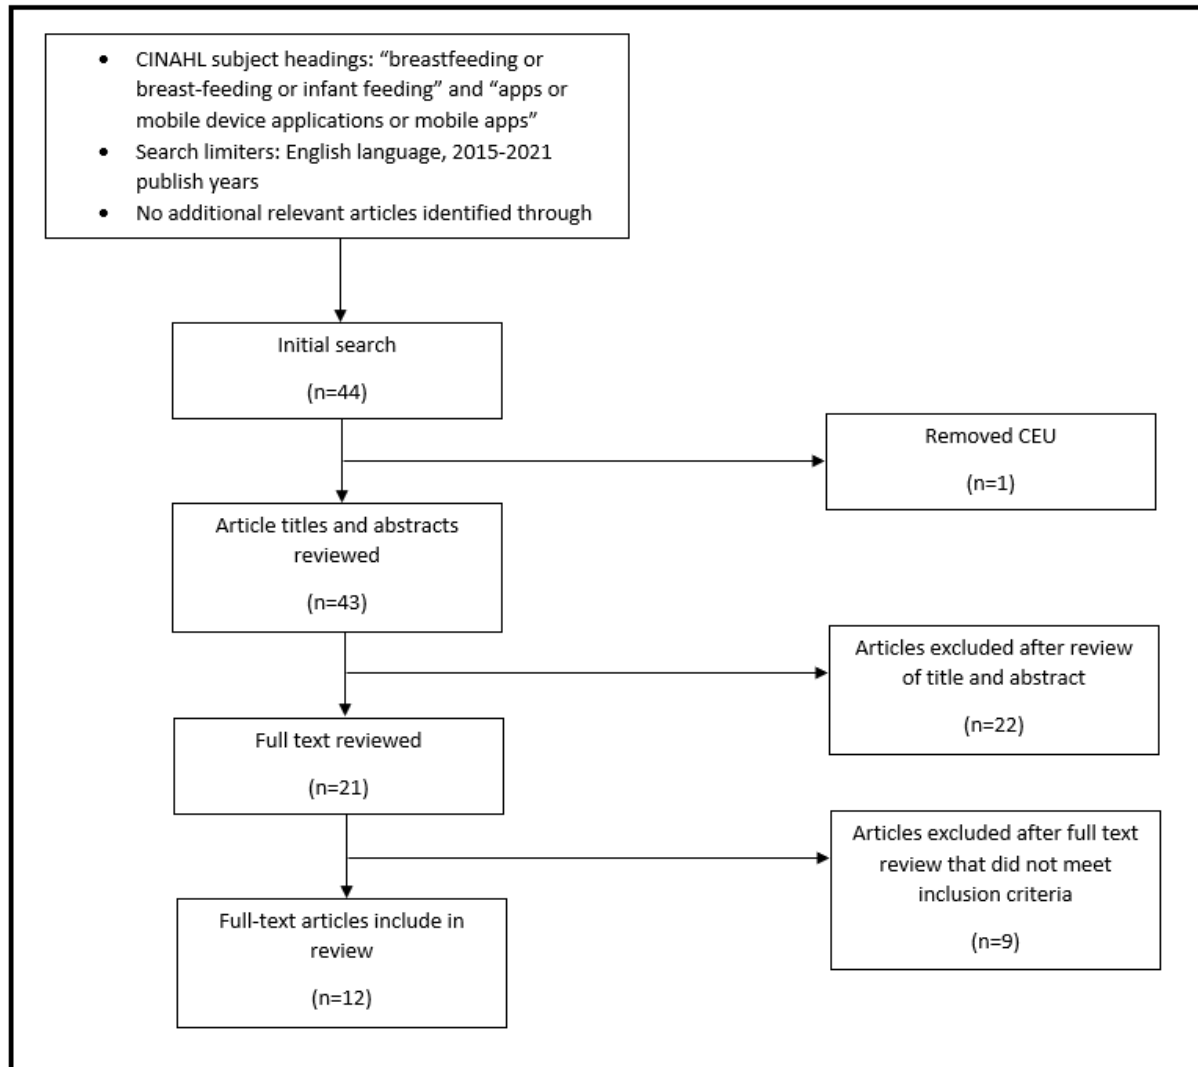 • CINAHL subject headings: “breastfeeding or
breast-feeding or infant feeding” and “apps or
mobile device applications or mobile apps”
• Search limiters: English language, 2015-2021
publish years
• No additional relevant articles identified through
Initial search
(n=44)
Removed CEU
(n=1)
Article titles and abstracts
reviewed
(n=43)
Articles excluded after review
of title and abstract
(n=22)
Full text reviewed
(n=21)
Articles excluded after full text
review that did not meet
inclusion criteria
(n=9)
Full-text articles include in
review
(n=12)